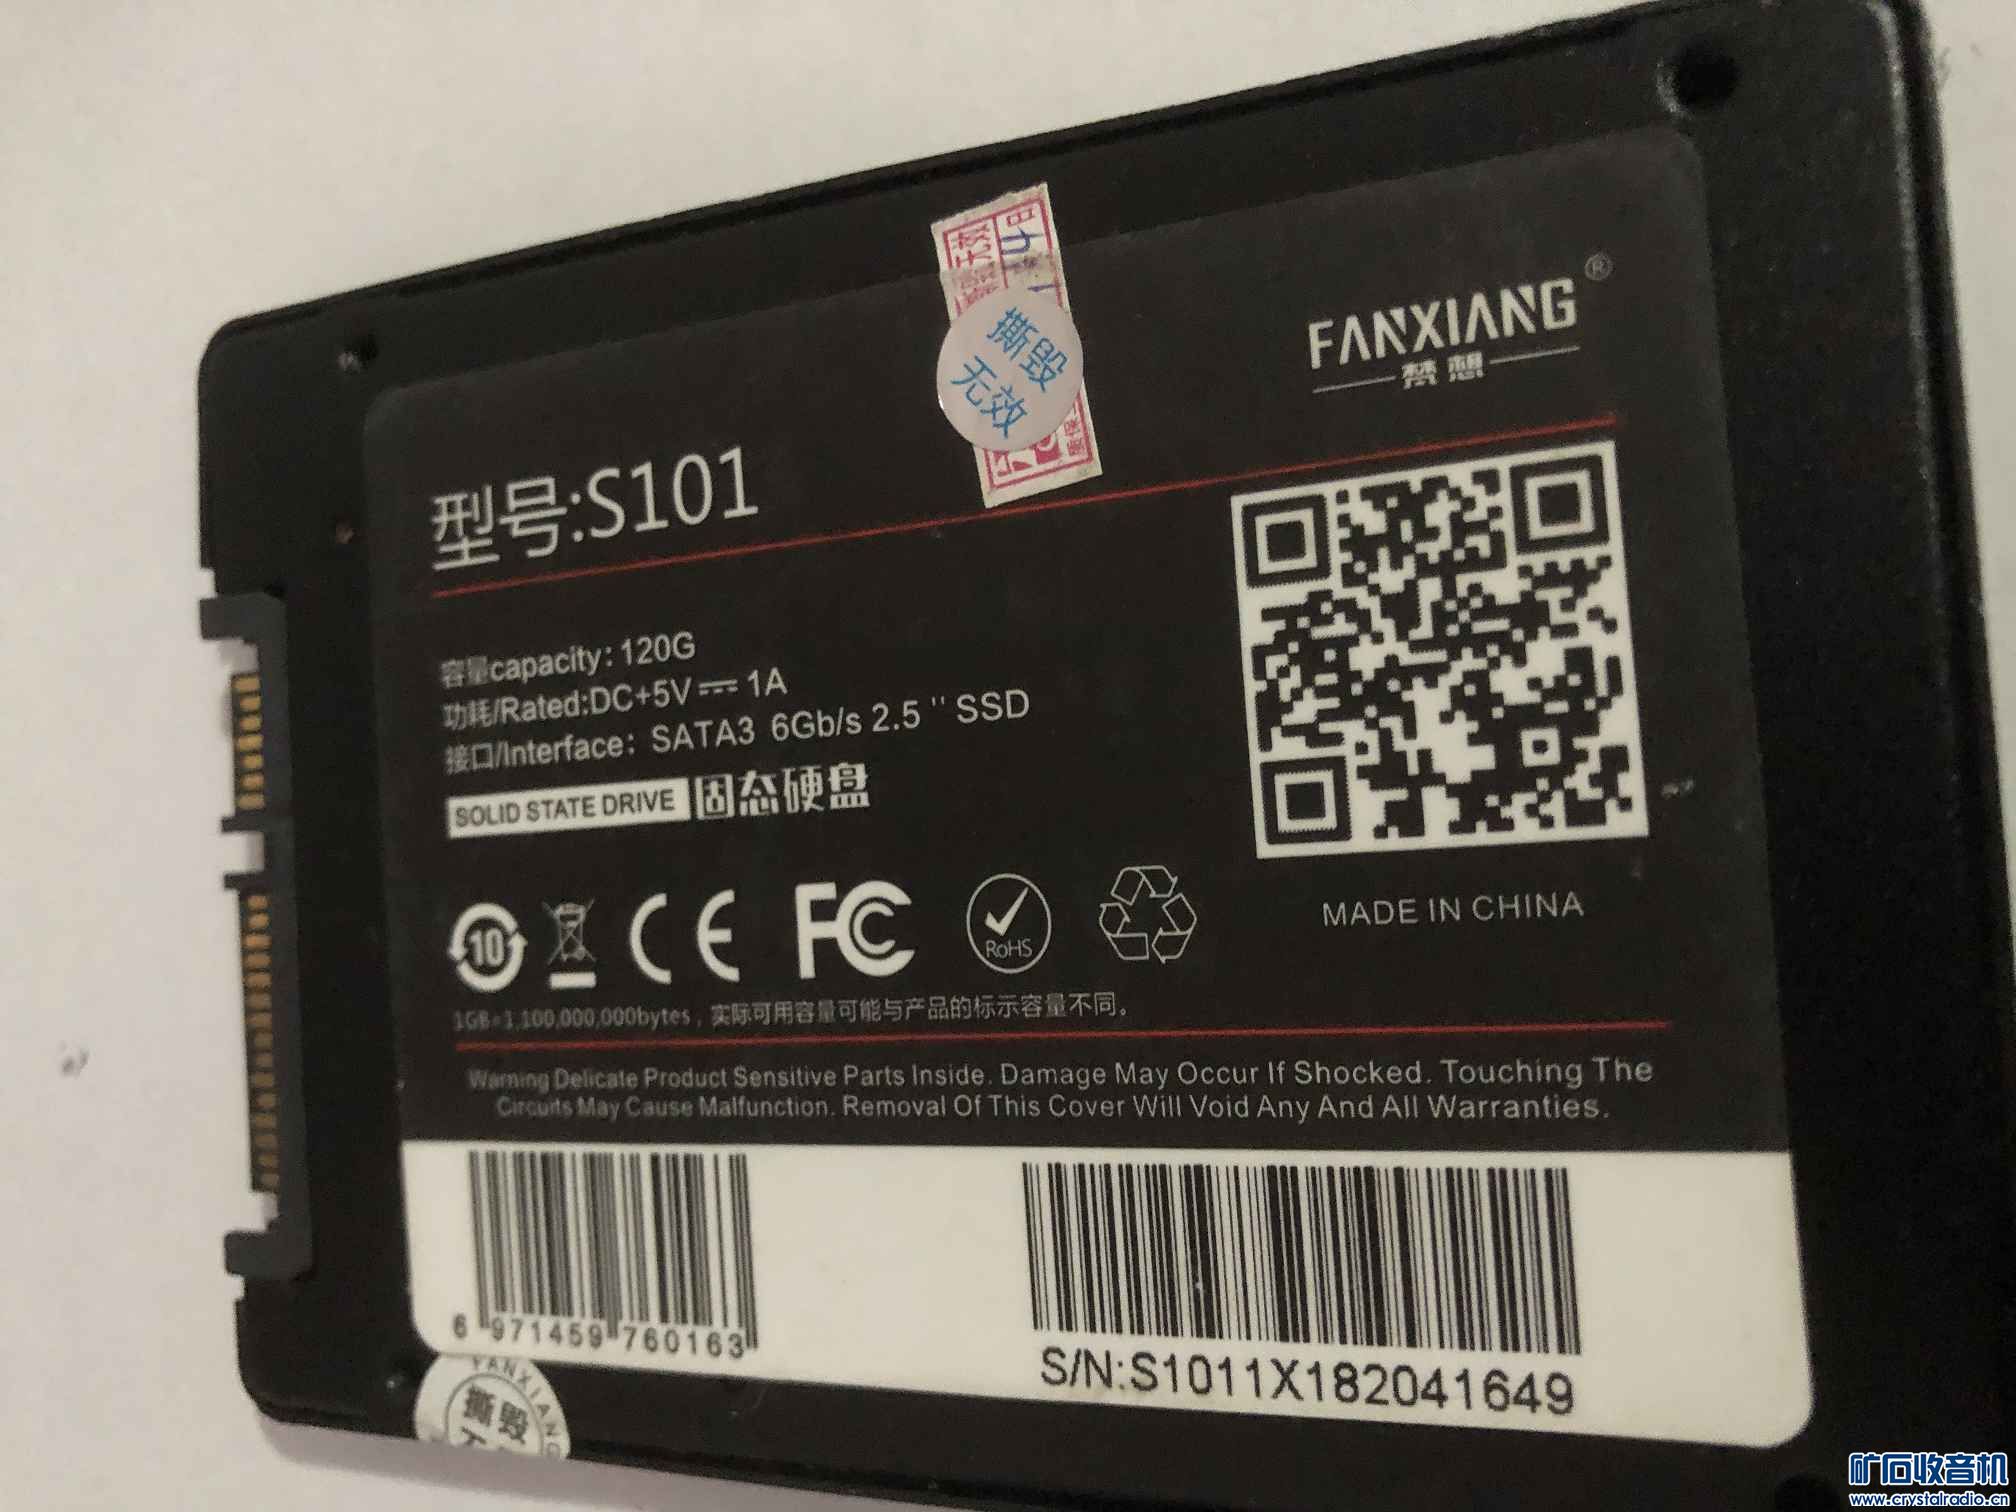 FANXIANG®
梵想
撕毁
无效
型号:S101
容量capacity: 120G
功耗/Rated:DC+5V⎓1A
接口/Interface: SATA3 6Gb/s 2.5 '' SSD
SOLID STATE DRIVE 固态硬盘
10
CE FC RoHS
MADE IN CHINA
1GB=1,100,000,000bytes，实际可用容量可能与产品的标示容量不同。
Warning Delicate Product Sensitive Parts Inside. Damage May Occur If Shocked. Touching The
Circuits May Cause Malfunction. Removal Of This Cover Will Void Any And All Warranties.
6 971459 760163
S/N:S1011X182041649
FANXIANG
撕毁
矿石收音机
www.crystalradio.cn